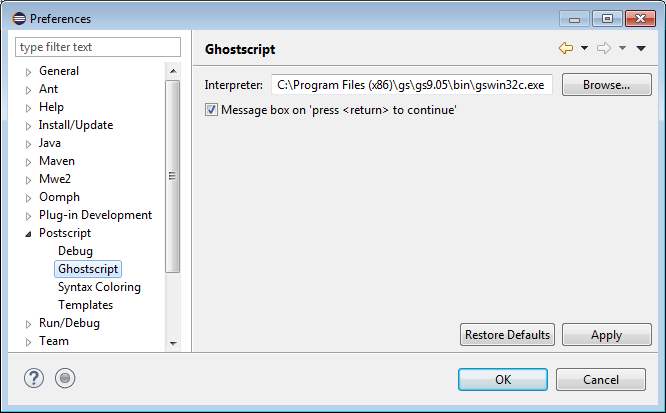 Preferences
type filter text
General
Ant
Help
Install/Update
Java
Maven
Mwe2
Oomph
Plug-in Development
Postscript
Debug
Ghostscript
Syntax Coloring
Templates
Run/Debug
Team
Ghostscript
Interpreter: C:\Program Files (x86)\gs\gs9.05\bin\gswin32c.exe Browse...
Message box on 'press <return> to continue'
Restore Defaults Apply
? OK Cancel